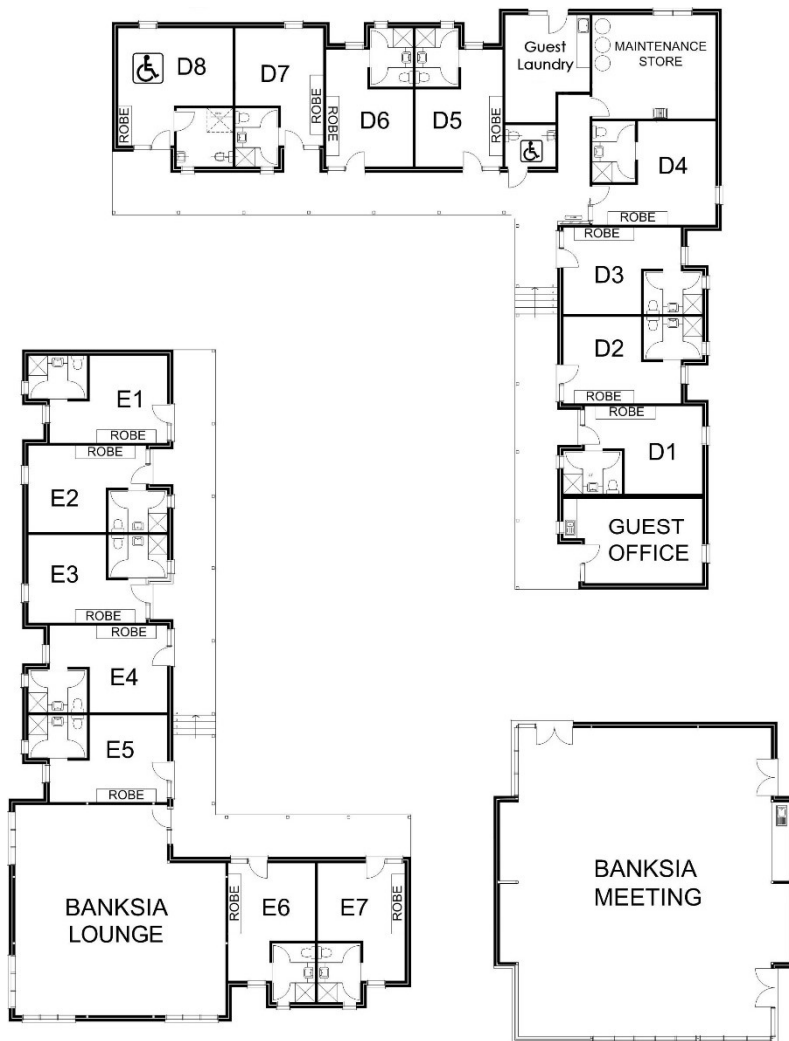 D8
ROBE
D7
ROBE
D6
ROBE
D5
ROBE
Guest
Laundry
MAINTENANCE
STORE
D4
ROBE
ROBE
D3
D2
ROBE
ROBE
D1
GUEST
OFFICE
E1
ROBE
ROBE
E2
E3
ROBE
ROBE
E4
E5
ROBE
BANKSIA
LOUNGE
ROBE
E6
E7
ROBE
BANKSIA
MEETING